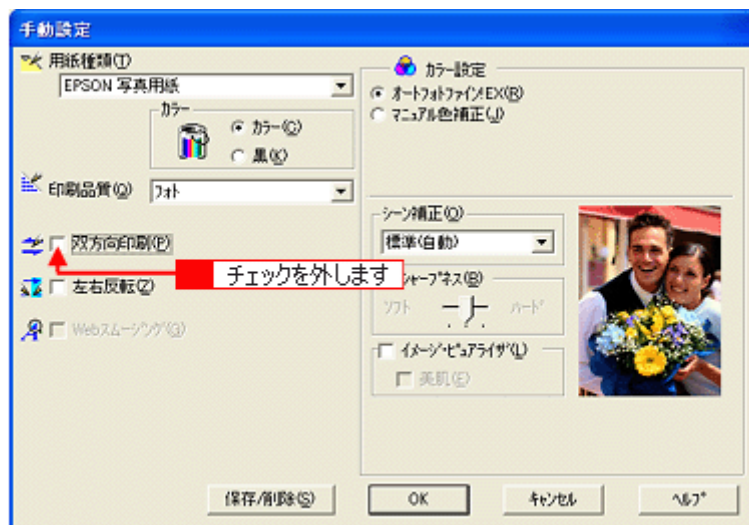 手動設定
用紙種類(T)
EPSON 写真用紙
カラー
カラー(C)
黒(K)
印刷品質(Q)
フォト
双方向印刷(P)
チェックを外します
左右反転(Z)
Webスムージング(G)
カラー設定
オートフォトファイン!EX(R)
マニュアル色補正(J)
シーン補正(O)
標準(自動)
シャープネス(B)
ソフト
ハード
イメージ・ピュアライザ(L)
美肌(E)
保存/削除(S)
OK
キャンセル
ヘルプ